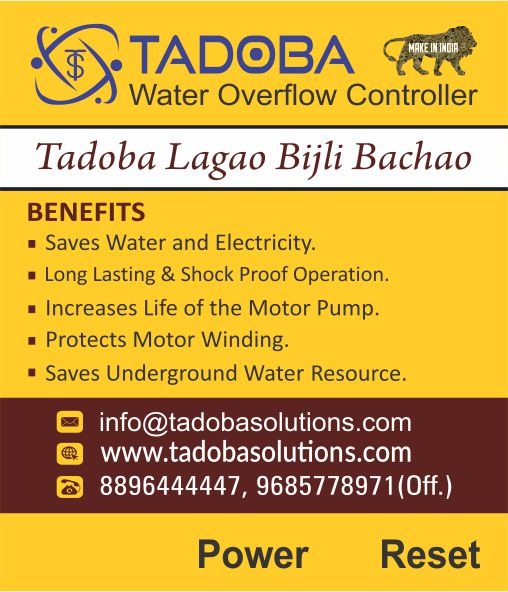 TS
TADOBA
MAKE IN INDIA
Water Overflow Controller
Tadoba Lagao Bijli Bachao
BENEFITS
▪ Saves Water and Electricity.
▪ Long Lasting & Shock Proof Operation.
▪ Increases Life of the Motor Pump.
▪ Protects Motor Winding.
▪ Saves Underground Water Resource.
info@tadobasolutions.com
www.tadobasolutions.com
8896444447, 9685778971(Off.)
Power Reset